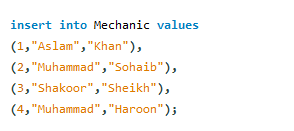 insert into Mechanic values
(1,"Aslam","Khan"),
(2,"Muhammad","Sohaib"),
(3,"Shakoor","Sheikh"),
(4,"Muhammad","Haroon");